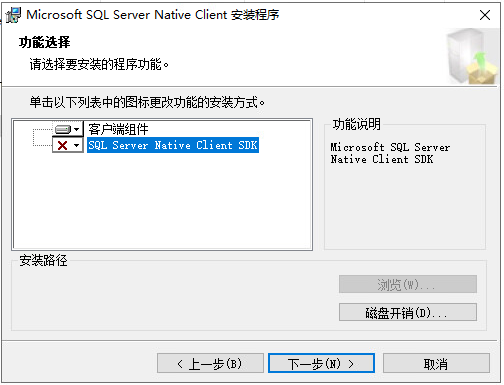 Microsoft SQL Server Native Client 安装程序
功能选择
请选择要安装的程序功能。
单击以下列表中的图标更改功能的安装方式。
客户端组件
SQL Server Native Client SDK
功能说明
Microsoft SQL Server
Native Client SDK
安装路径
浏览(W)...
磁盘开销(D)...
< 上一步(B)
下一步(N) >
取消